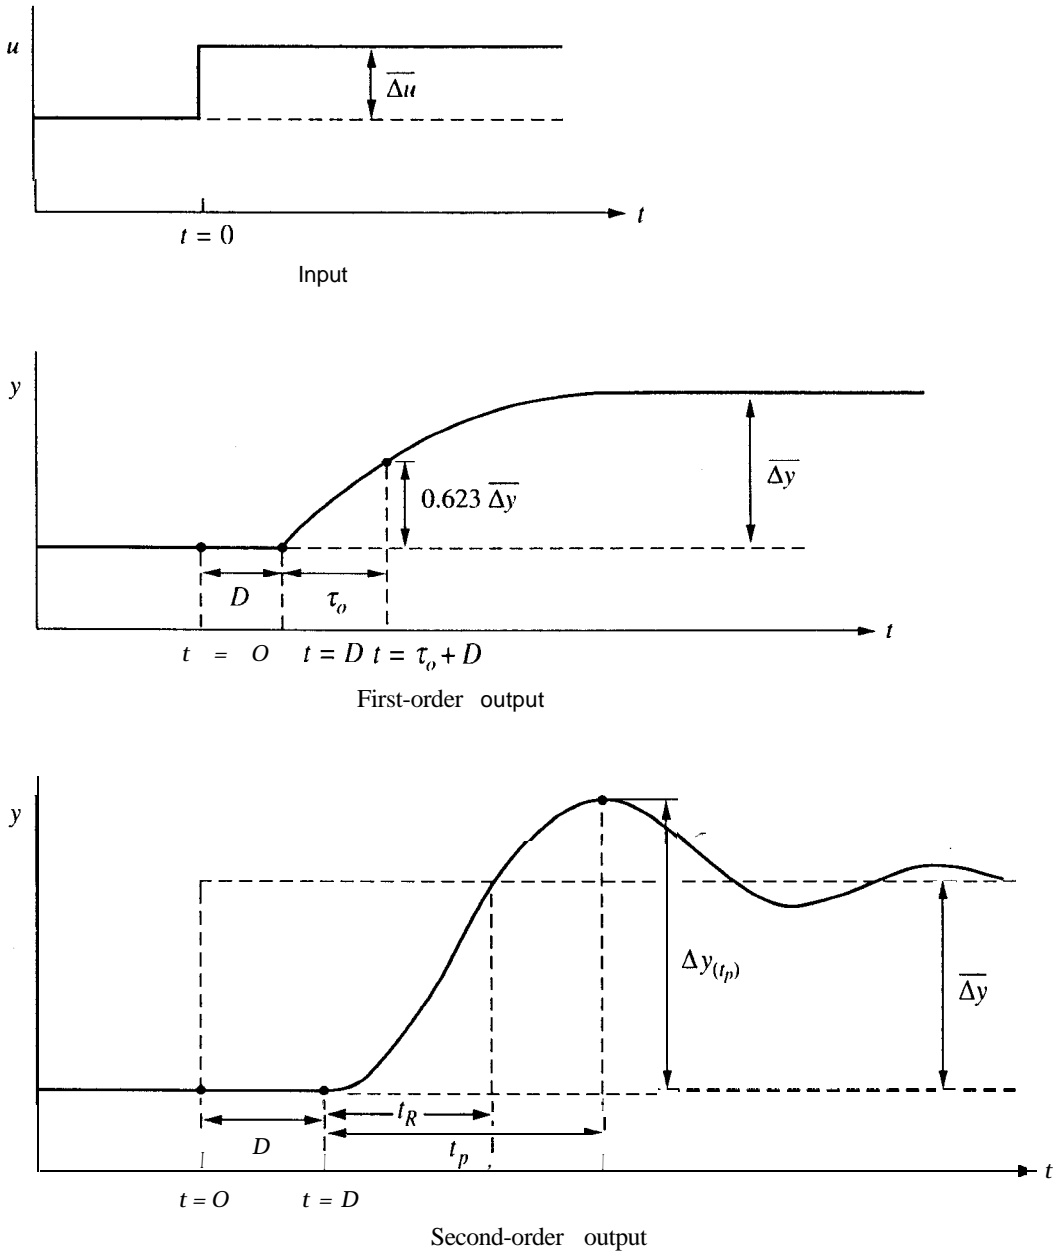 u
Δu
t
t = 0
Input
y
Δy
0.623 Δy
D
τo
t
t = O
t = D
t = τo + D
First-order output
y
Δy(tp)
Δy
tR
D
tp
t
t = O
t = D
Second-order output